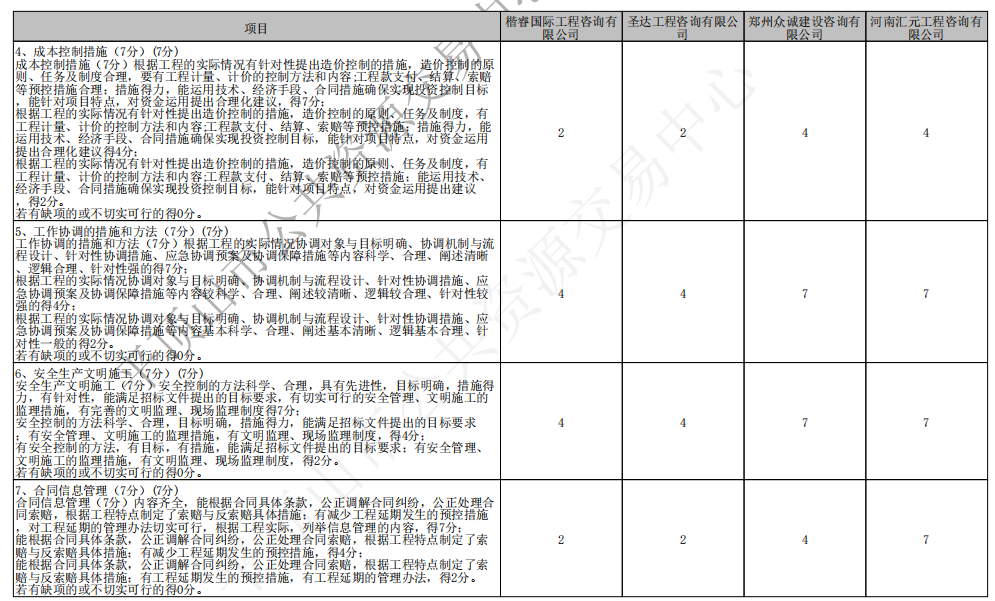 项目
楷睿国际工程咨询有
限公司
圣达工程咨询有限公
司
郑州众诚建设咨询有
限公司
河南汇元工程咨询有
限公司
4、成本控制措施（7分）(7分)
成本控制措施（7分）根据工程的实际情况有针对性提出造价控制的措施，造价控制的原
则、任务及制度合理，要有工程计量、计价的控制方法和内容;工程款支付、结算、索赔
等预控措施合理；措施得力，能运用技术、经济手段、合同措施确保实现投资控制目标
，能针对项目特点，对资金运用提出合理化建议，得7分；
根据工程的实际情况有针对性提出造价控制的措施，造价控制的原则、任务及制度，有
工程计量、计价的控制方法和内容;工程款支付、结算、索赔等预控措施；措施得力，能
运用技术、经济手段、合同措施确保实现投资控制目标，能针对项目特点，对资金运用
提出合理化建议得4分；
根据工程的实际情况有针对性提出造价控制的措施，造价控制的原则、任务及制度，有
工程计量、计价的控制方法和内容;工程款支付、结算、索赔等预控措施；能运用技术、
经济手段、合同措施确保实现投资控制目标，能针对项目特点，对资金运用提出建议
，得2分。
若有缺项的或不切实可行的得0分。
2
2
4
4
5、工作协调的措施和方法（7分）(7分)
工作协调的措施和方法（7分）根据工程的实际情况协调对象与目标明确、协调机制与流
程设计、针对性协调措施、应急协调预案及协调保障措施等内容科学、合理、阐述清晰
、逻辑合理、针对性强的得7分；
根据工程的实际情况协调对象与目标明确、协调机制与流程设计、针对性协调措施、应
急协调预案及协调保障措施等内容较科学、合理、阐述较清晰、逻辑较合理、针对性较
强的得4分；
根据工程的实际情况协调对象与目标明确、协调机制与流程设计、针对性协调措施、应
急协调预案及协调保障措施等内容基本科学、合理、阐述基本清晰、逻辑基本合理、针
对性一般的得2分。
若有缺项的或不切实可行的得0分。
4
4
7
7
6、安全生产文明施工（7分）(7分)
安全生产文明施工（7分）安全控制的方法科学、合理，具有先进性，目标明确，措施得
力，有针对性，能满足招标文件提出的目标要求，有切实可行的安全管理、文明施工的
监理措施，有完善的文明监理、现场监理制度得7分；
安全控制的方法科学、合理，目标明确，措施得力，能满足招标文件提出的目标要求
；有安全管理、文明施工的监理措施，有文明监理、现场监理制度，得4分；
有安全控制的方法，有目标，有措施，能满足招标文件提出的目标要求；有安全管理、
文明施工的监理措施，有文明监理、现场监理制度，得2分。
若有缺项的或不切实可行的得0分。
4
4
7
7
7、合同信息管理（7分）(7分)
合同信息管理（7分）内容齐全，能根据合同具体条款，公正调解合同纠纷，公正处理合
同索赔，根据工程特点制定了索赔与反索赔具体措施；有减少工程延期发生的预控措施
，对工程延期的管理办法切实可行，根据工程实际，列举信息管理的内容，得7分；
能根据合同具体条款，公正调解合同纠纷，公正处理合同索赔，根据工程特点制定了索
赔与反索赔具体措施；有减少工程延期发生的预控措施，得4分；
能根据合同具体条款，公正调解合同纠纷，公正处理合同索赔，根据工程特点制定了索
赔与反索赔具体措施；有工程延期发生的预控措施，有工程延期的管理办法，得2分。
若有缺项的或不切实可行的得0分。
2
2
4
7
平顶山市公共资源交易中心
平顶山市公共资源交易中心